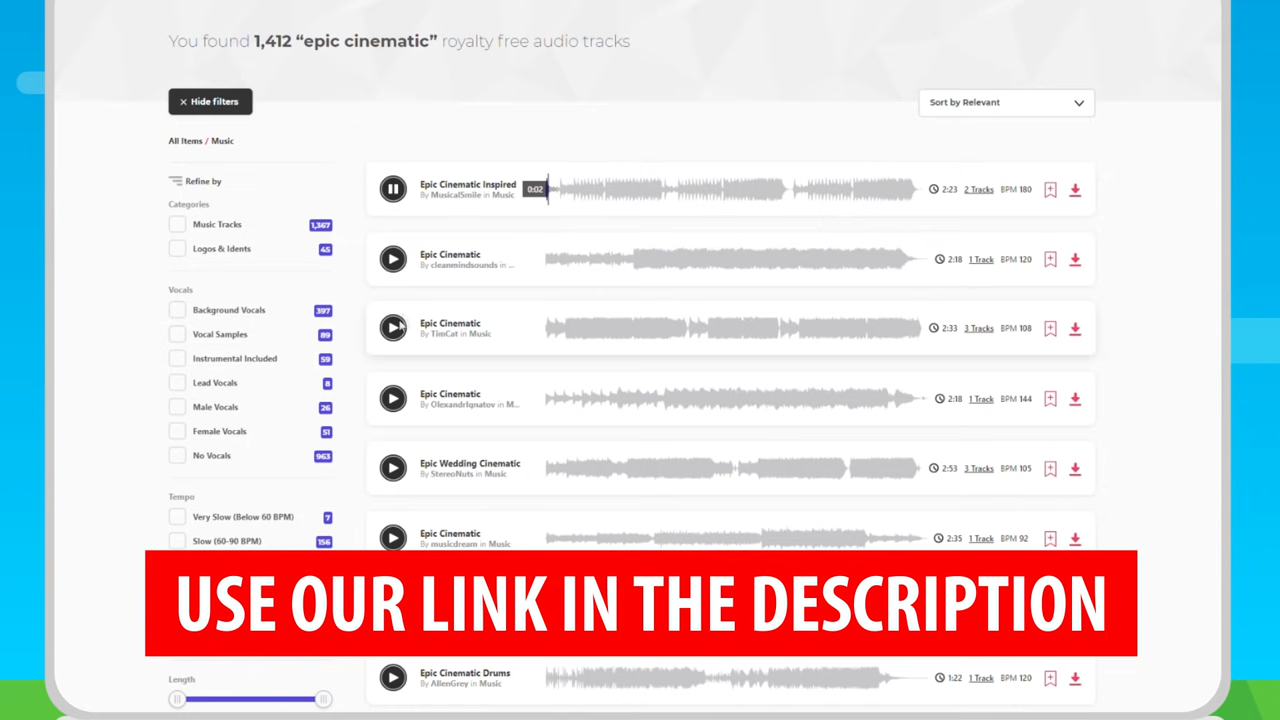 You found 1,412 “epic cinematic” royalty free audio tracks
Hide filters
Sort by Relevant
All Items / Music
Refine by
Categories
Music Tracks 1,367
Logos & Idents 45
Vocals
Background Vocals 397
Vocal Samples 89
Instrumental Included 59
Lead Vocals 8
Male Vocals 26
Female Vocals 51
No Vocals 963
Tempo
Very Slow (Below 60 BPM) 7
Slow (60-90 BPM) 156
Length
Epic Cinematic Inspired
By MusicalSmile in Music
0:02
2:23 2 Tracks BPM 180
Epic Cinematic
By cleanmindsounds in ...
2:18 1 Track BPM 120
Epic Cinematic
By TimCat in Music
2:33 3 Tracks BPM 108
Epic Cinematic
By OlexandrIgnatov in M...
2:18 1 Track BPM 144
Epic Wedding Cinematic
By StereoNuts in Music
2:53 3 Tracks BPM 105
Epic Cinematic
By musicdream in Music
2:35 1 Track BPM 92
USE OUR LINK IN THE DESCRIPTION
Epic Cinematic Drums
By AllenGrey in Music
1:22 1 Track BPM 120